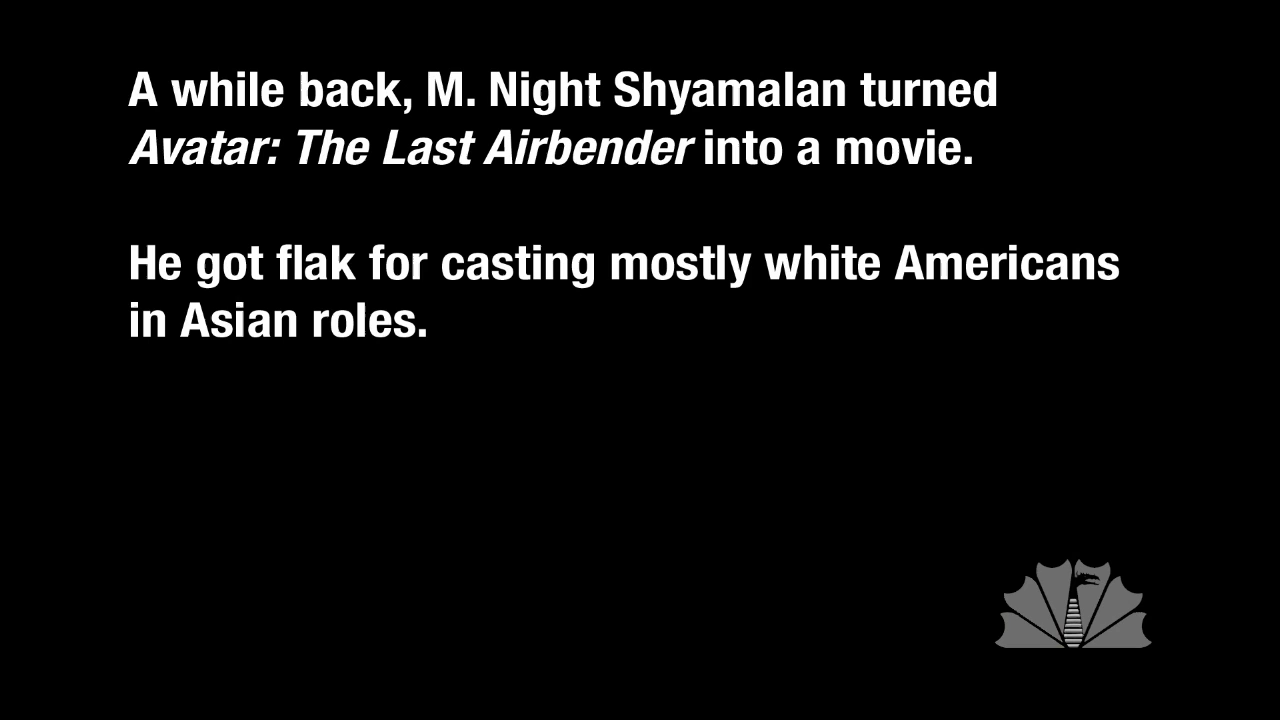 A while back, M. Night Shyamalan turned
Avatar: The Last Airbender into a movie.
He got flak for casting mostly white Americans
in Asian roles.